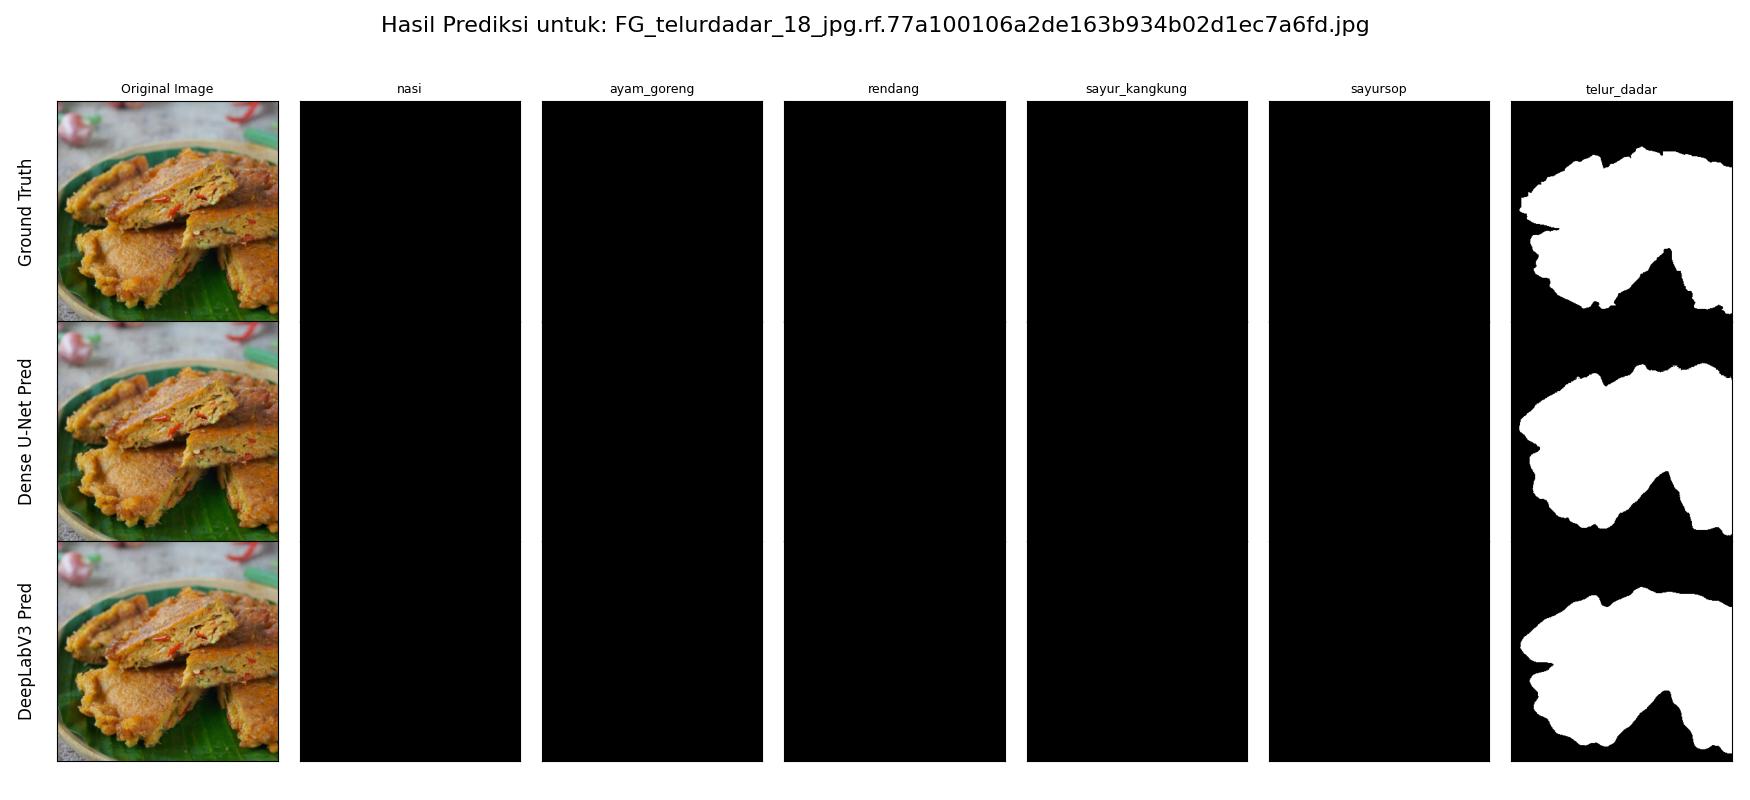 Hasil Prediksi untuk: FG_telurdadar_18_jpg.rf.77a100106a2de163b934b02d1ec7a6fd.jpg
Original Image nasi ayam_goreng rendang sayur_kangkung sayursop telur_dadar
Ground Truth
Dense U-Net Pred
DeepLabV3 Pred